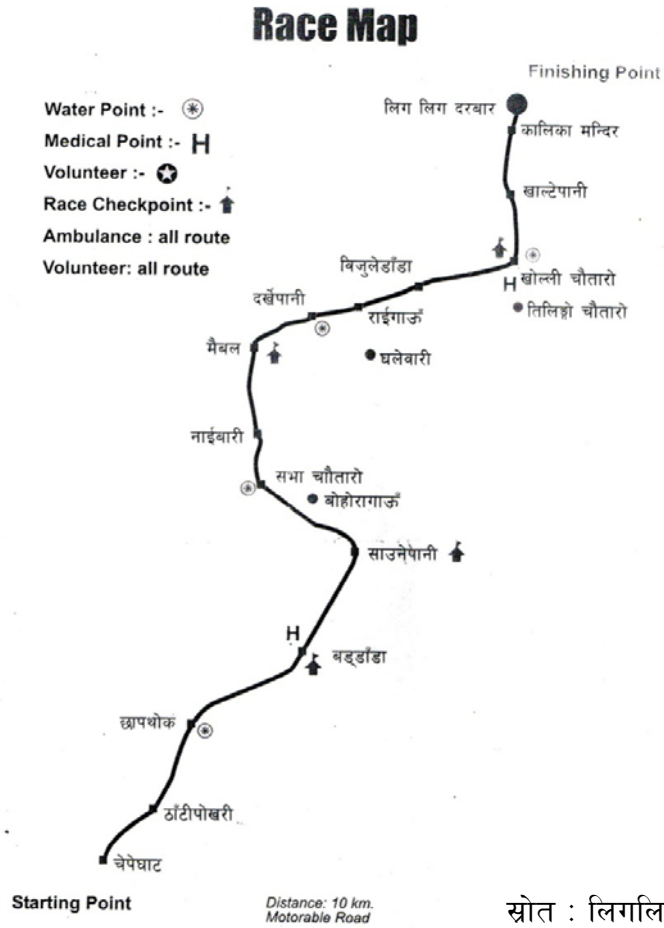 Race Map
Finishing Point
Water Point :-
Medical Point :- H
Volunteer :-
Race Checkpoint :-
Ambulance : all route
Volunteer: all route
लिग लिग दरबार
कालिका मन्दिर
खाल्टेपानी
H खोल्ली चौतारो
तिलिङ्गो चौतारो
बिजुलेडाँडा
दर्खेपानी
राईगाऊँ
मैबल
घलेवारी
नाईबारी
सभा चाौतारो
बोहोरागाऊँ
साउनेपानी
H
बड्डाँडा
छापथोक
ठाँटीपोखरी
चेपेघाट
Starting Point
Distance: 10 km.
Motorable Road
स्रोत : लिगलि